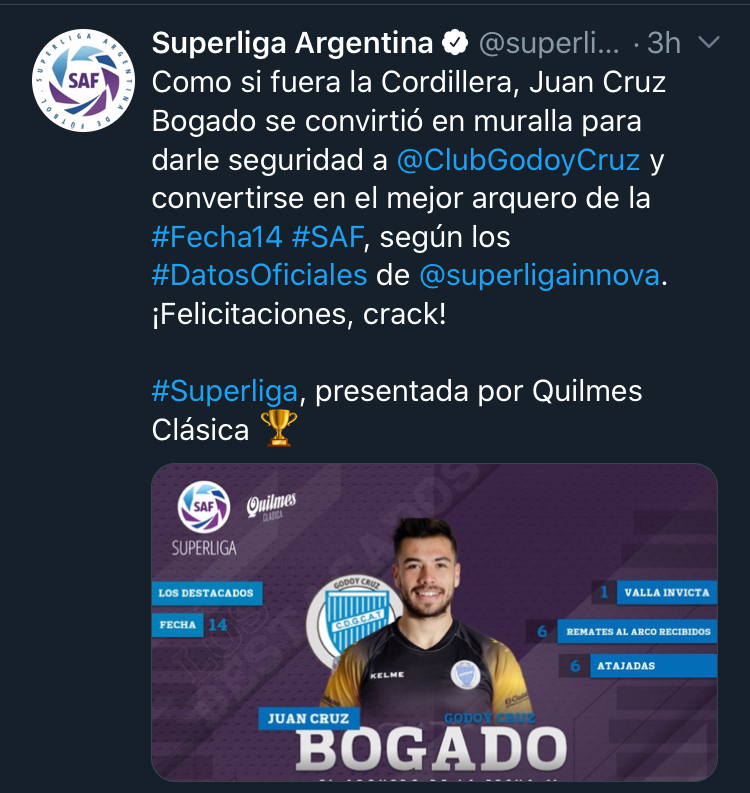 Superliga Argentina @superli... · 3h
Como si fuera la Cordillera, Juan Cruz
Bogado se convirtió en muralla para
darle seguridad a @ClubGodoyCruz y
convertirse en el mejor arquero de la
#Fecha14 #SAF, según los
#DatosOficiales de @superligainnova.
¡Felicitaciones, crack!
#Superliga, presentada por Quilmes
Clásica
SUPERLIGA ARGENTINA DE FÚTBOL
SAF
SAF
Quilmes
CLÁSICA
SUPERLIGA
LOS DESTACADOS
FECHA 14
GODOY CRUZ
C.D.G.C.A.T
KELME
1 VALLA INVICTA
6 REMATES AL ARCO RECIBIDOS
6 ATAJADAS
JUAN CRUZ
GODOY CRUZ
BOGADO